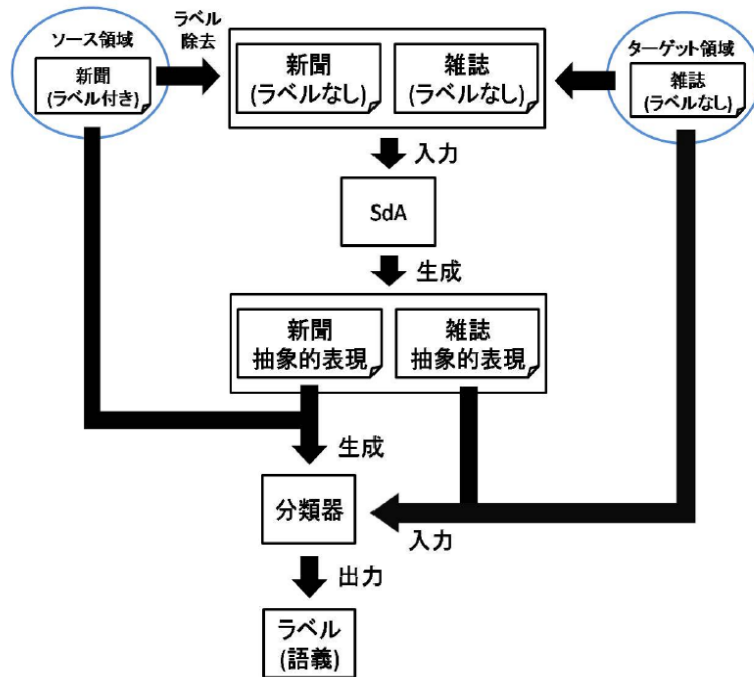 ソース領域
新聞
(ラベル付き)
ラベル
除去
新聞
(ラベルなし)
雑誌
(ラベルなし)
ターゲット領域
雑誌
(ラベルなし)
入力
SdA
生成
新聞
抽象的表現
雑誌
抽象的表現
生成
分類器
入力
出力
ラベル
(語義)